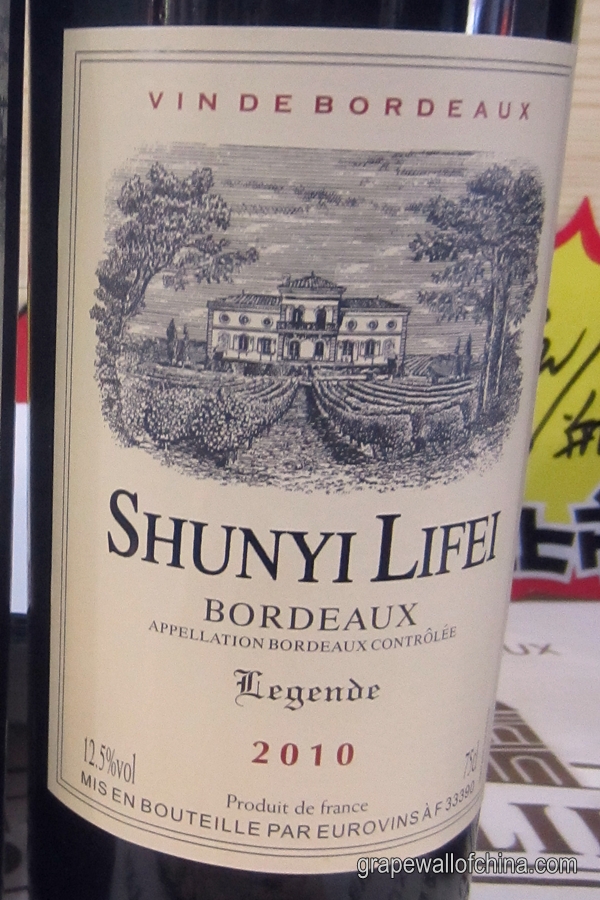 VIN DE BORDEAUX
SHUNYI LIFEI
BORDEAUX
APPELLATION BORDEAUX CONTRÔLÉE
Legende
2010
12.5%vol
75cl
Produit de france
MIS EN BOUTEILLE PAR EUROVINS À F 33390
grapewallofchina.com